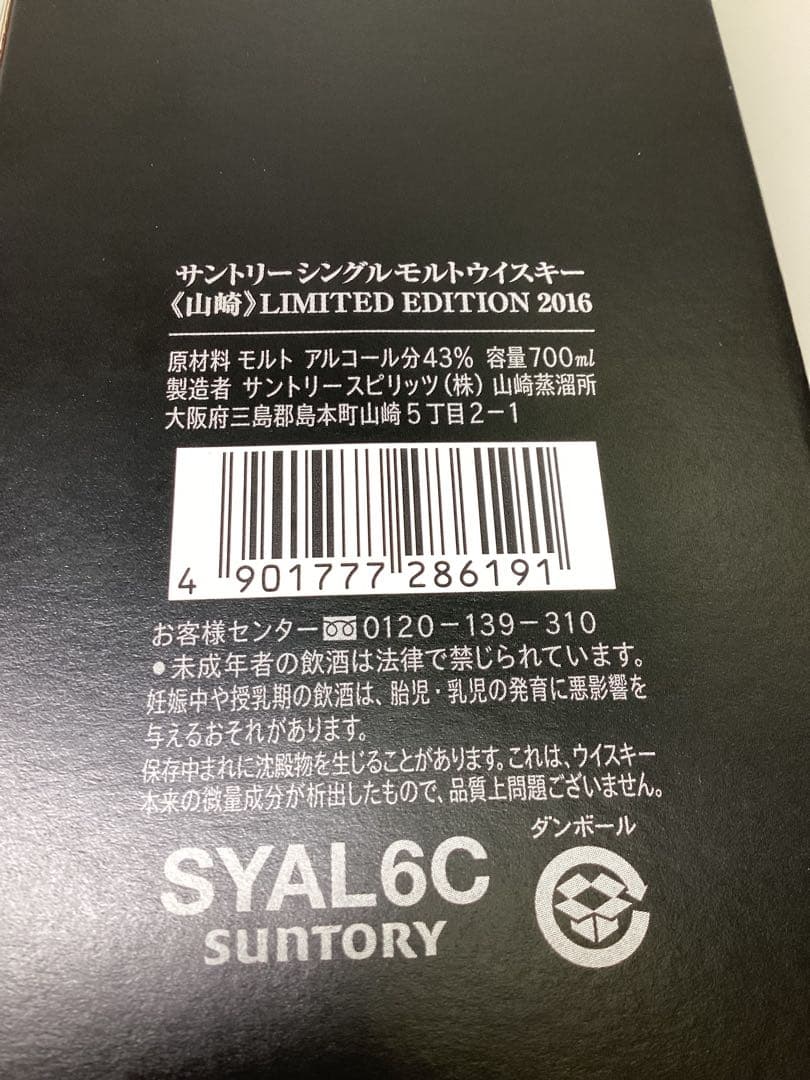 サントリーシングルモルトウイスキー
《山崎》LIMITED EDITION 2016
原材料 モルト アルコール分43% 容量700ml
製造者 サントリースピリッツ(株) 山崎蒸溜所
大阪府三島郡島本町山崎5丁目2−1
4 901777 286191
お客様センター 0120−139−310
●未成年者の飲酒は法律で禁じられています。
妊娠中や授乳期の飲酒は、胎児・乳児の発育に悪影響を
与えるおそれがあります。
保存中まれに沈殿物を生じることがあります。これは、ウイスキー
本来の微量成分が析出したもので、品質上問題ございません。
ダンボール
SYAL6C
SUNTORY